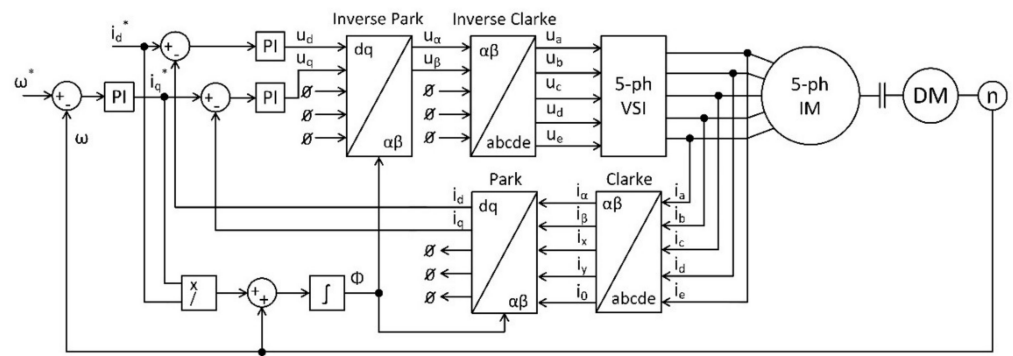 Inverse Park
Inverse Clarke
i_d^*
+
-
PI
u_d
dq
u_α
αβ
u_a
ω^*
+
-
PI
i_q^*
+
-
PI
u_q
u_β
u_b
ω
∅
∅
u_c
5-ph
VSI
5-ph
IM
DM
n
∅
∅
u_d
∅
αβ
∅
abcde
u_e
Park
Clarke
i_d
dq
i_α
αβ
i_a
i_q
i_β
i_b
∅
i_x
i_c
∅
i_y
i_d
∅
αβ
i_0
abcde
i_e
x
/
+
+
∫
Φ